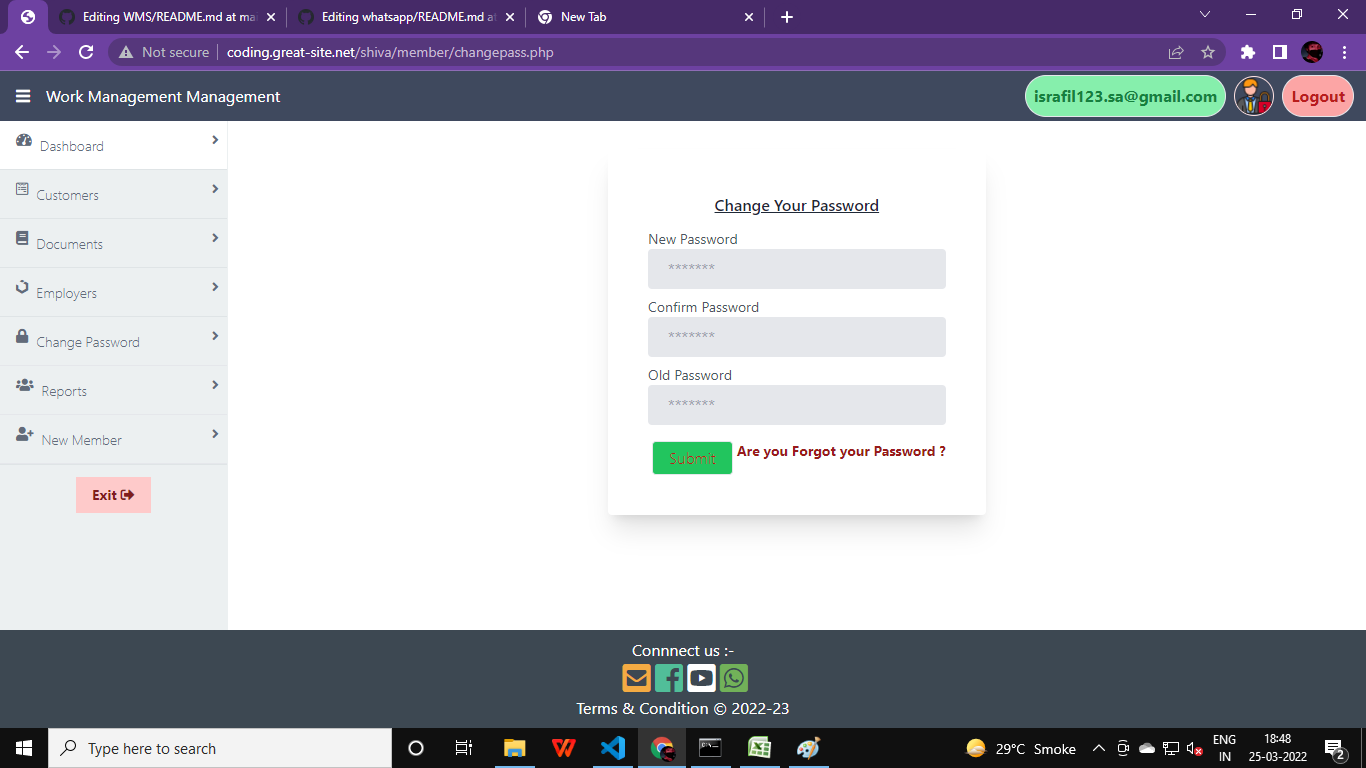 Editing WMS/README.md at ma
Editing whatsapp/README.md at
New Tab
Not secure
coding.great-site.net/shiva/member/changepass.php
Work Management Management
israfil123.sa@gmail.com
Logout
Dashboard
Customers
Documents
Employers
Change Password
Reports
New Member
Exit
Change Your Password
New Password
*******
Confirm Password
*******
Old Password
*******
Submit
Are you Forgot your Password ?
Connnect us :-
Terms & Condition © 2022-23
Type here to search
29°C Smoke
ENG
IN
18:48
25-03-2022
2